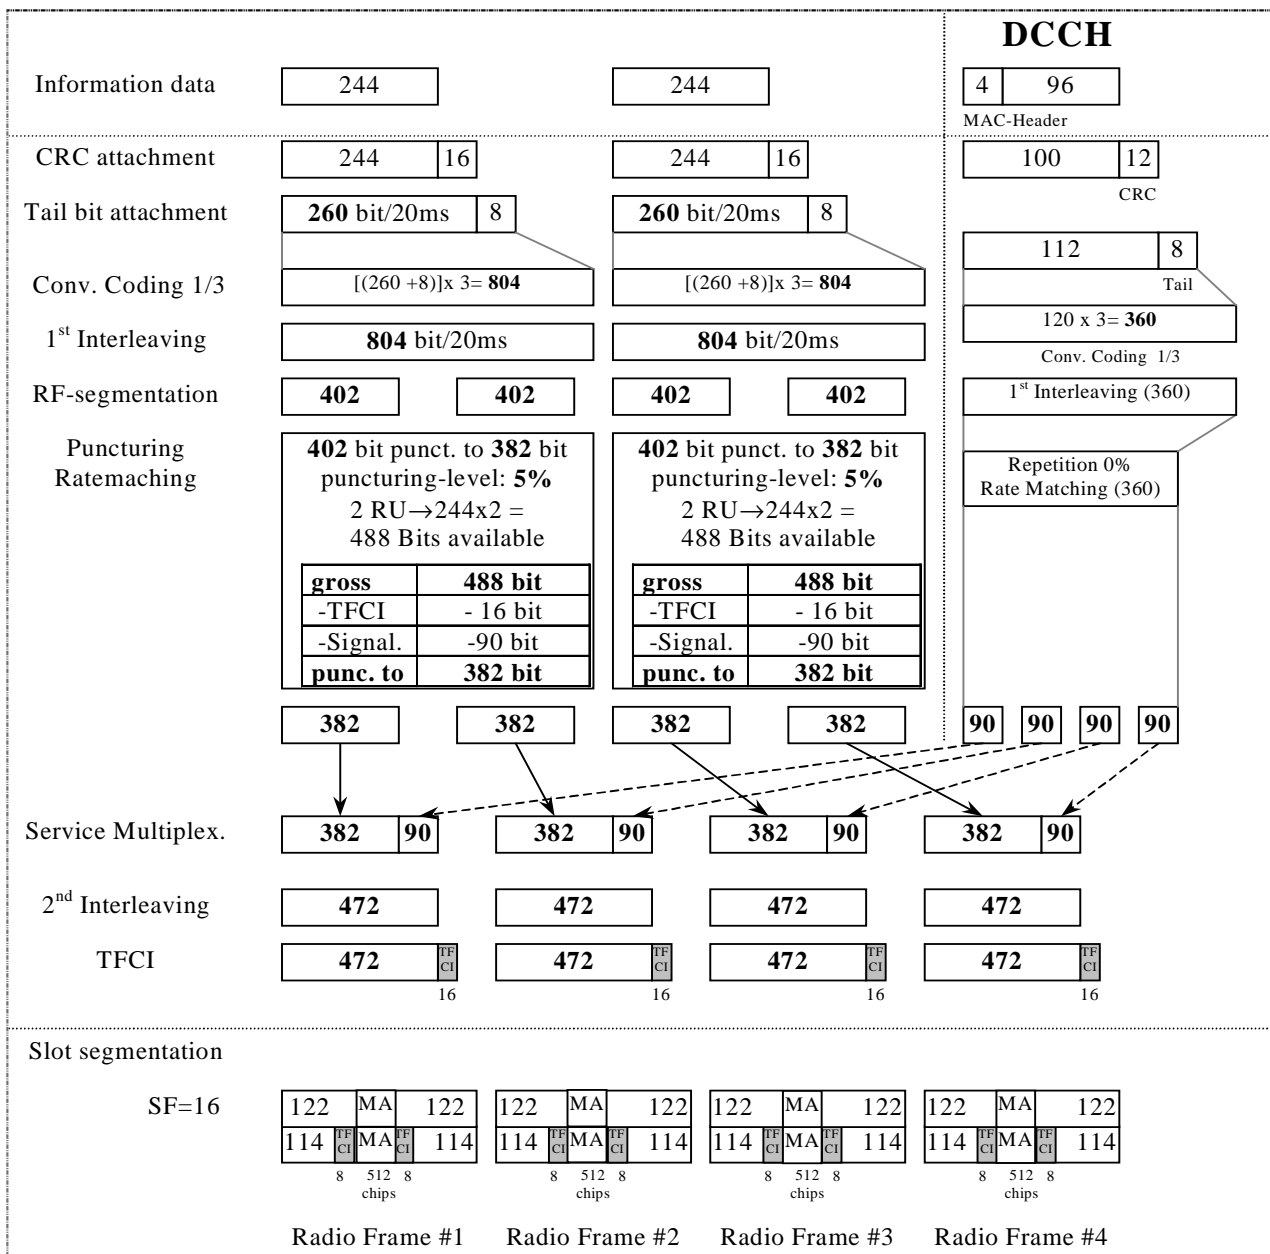 DCCH
Information data 244 244 4 96
MAC-Header
CRC attachment 244 16 244 16 100 12
CRC
Tail bit attachment 260 bit/20ms 8 260 bit/20ms 8
112 8
Tail
Conv. Coding 1/3 [(260 +8)]x 3= 804 [(260 +8)]x 3= 804
120 x 3= 360
Conv. Coding 1/3
1st Interleaving 804 bit/20ms 804 bit/20ms
RF-segmentation 402 402 402 402 1st Interleaving (360)
Puncturing 402 bit punct. to 382 bit 402 bit punct. to 382 bit
Ratemaching puncturing-level: 5% puncturing-level: 5%
Repetition 0%
Rate Matching (360)
2 RU→244x2 = 2 RU→244x2 =
488 Bits available 488 Bits available
gross 488 bit gross 488 bit
-TFCI - 16 bit -TFCI - 16 bit
-Signal. -90 bit -Signal. -90 bit
punc. to 382 bit punc. to 382 bit
382 382 382 382 90 90 90 90
Service Multiplex. 382 90 382 90 382 90 382 90
2nd Interleaving 472 472 472 472
TFCI 472 TF CI 472 TF CI 472 TF CI 472 TF CI
16 16 16 16
Slot segmentation
SF=16 122 MA 122 122 MA 122 122 MA 122 122 MA 122
114 TF CI MA TF CI 114 114 TF CI MA TF CI 114 114 TF CI MA TF CI 114 114 TF CI MA TF CI 114
8 512 8 8 512 8 8 512 8 8 512 8
chips chips chips chips
Radio Frame #1 Radio Frame #2 Radio Frame #3 Radio Frame #4